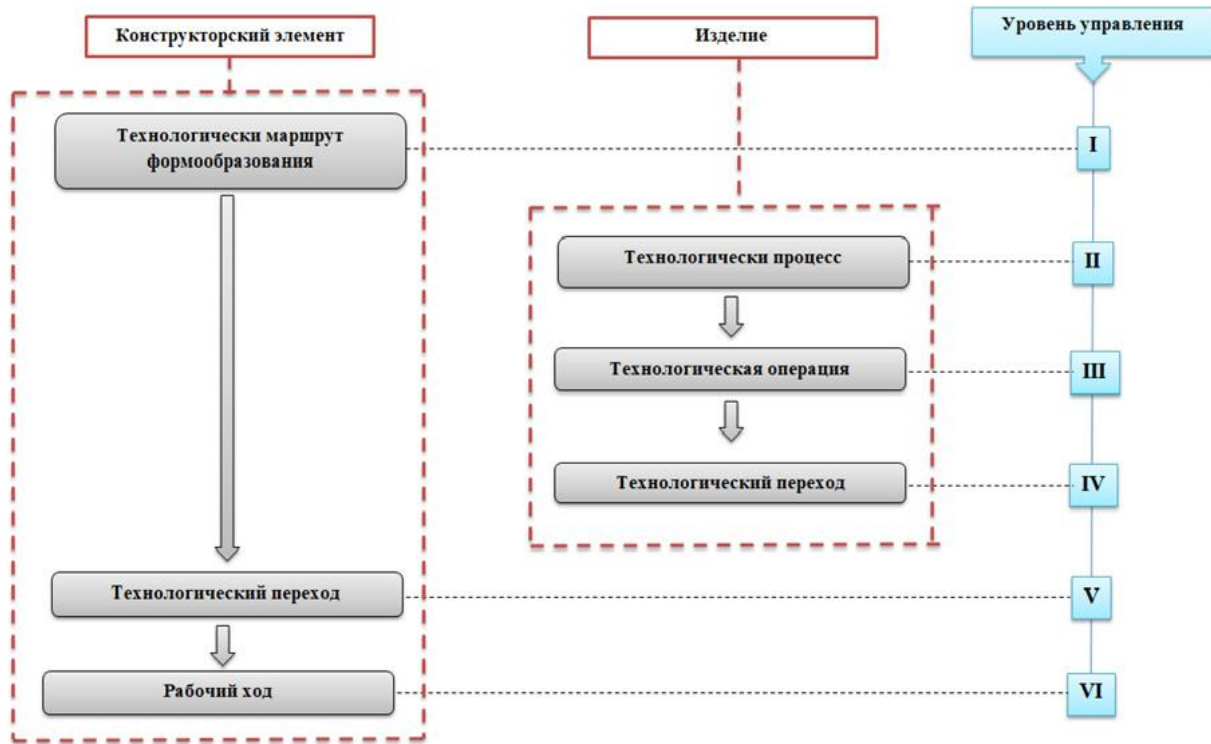 Конструкторский элемент
Изделие
Уровень управления
Технологически маршрут
формообразования
I
Технологически процесс
II
Технологическая операция
III
Технологический переход
IV
Технологический переход
V
Рабочий ход
VI